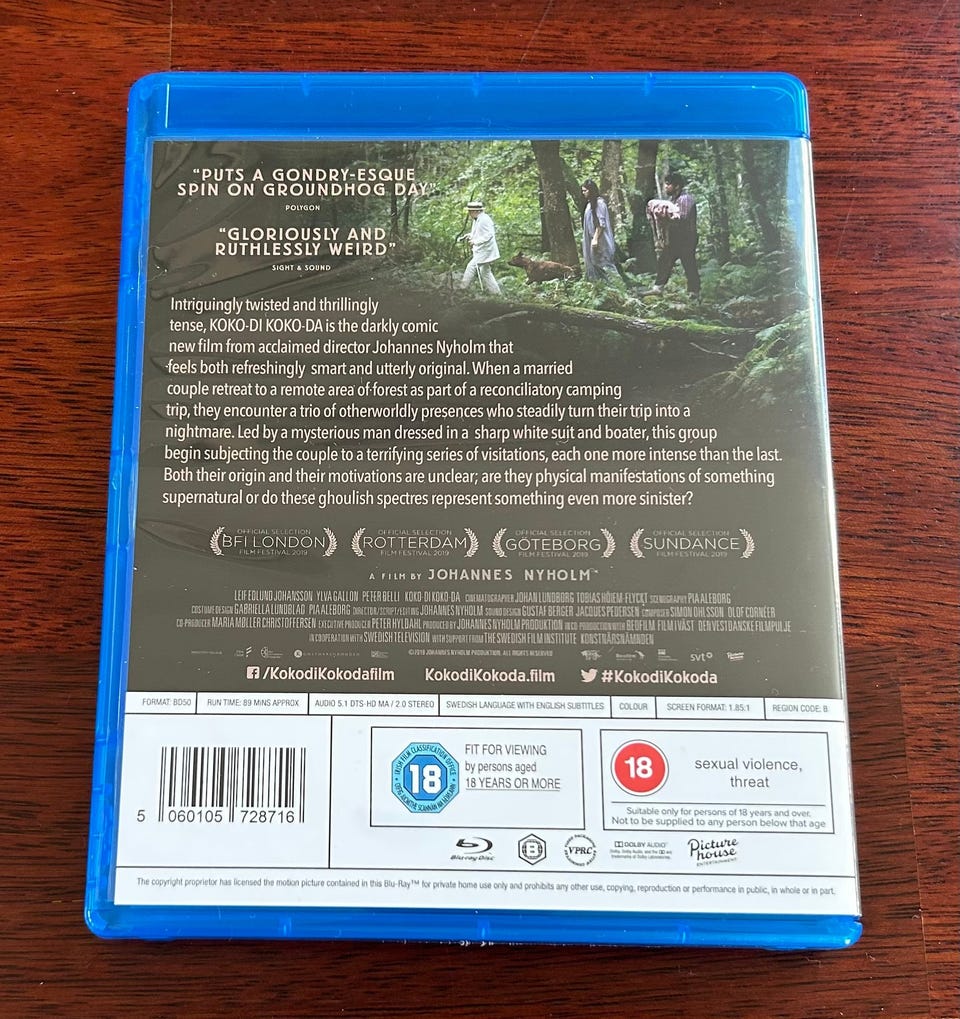 "PUTS A GONDRY-ESQUE
SPIN ON GROUNDHOG DAY"
POLYGON
"GLORIOUSLY AND
RUTHLESSLY WEIRD"
SIGHT & SOUND
Intriguingly twisted and thrillingly
tense, KOKO-DI KOKO-DA is the darkly comic
new film from acclaimed director Johannes Nyholm that
feels both refreshingly smart and utterly original. When a married
couple retreat to a remote area of forest as part of a reconciliatory camping
trip, they encounter a trio of otherworldly presences who steadily turn their trip into a
nightmare. Led by a mysterious man dressed in a sharp white suit and boater, this group
begin subjecting the couple to a terrifying series of visitations, each one more intense than the last.
Both their origin and their motivations are unclear; are they physical manifestations of something
supernatural or do these ghoulish spectres represent something even more sinister?
OFFICIAL SELECTION
BFI LONDON
FILM FESTIVAL 2019
OFFICIAL SELECTION
ROTTERDAM
FILM FESTIVAL 2019
OFFICIAL SELECTION
GÖTEBORG
FILM FESTIVAL 2019
OFFICIAL SELECTION
SUNDANCE
FILM FESTIVAL 2019
A FILM BY JOHANNES NYHOLM
LEIF EDLUND JOHANSSON YLVA GALLON PETER BELLI KOKO-DI KOKO-DA CINEMATOGRAPHER JOHAN LUNDBORG TOBIAS HÖIEM-FLYCKT SCENOGRAPHY PIA ALEBORG
COSTUME DESIGN GABRIELLA LUNDBLAD PIA ALEBORG DIRECTOR/SCRIPT/EDITING JOHANNES NYHOLM SOUND DESIGN GUSTAF BERGER JACQUES PEDERSEN COMPOSER SIMON OHLSSON OLOF CORNÉER
CO-PRODUCER MARIA MØLLER CHRISTOFFERSEN EXECUTIVE PRODUCER PETER HYLDAHL PRODUCED BY JOHANNES NYHOLM PRODUKTION IN CO-PRODUCTION WITH BEOFILM FILM I VÄST DEN VESTDANSKE FILMPULJE
IN COOPERATION WITH SWEDISH TELEVISION WITH SUPPORT FROM THE SWEDISH FILM INSTITUTE KONSTNÄRSNÄMNDEN
©2019 JOHANNES NYHOLM PRODUKTION. ALL RIGHTS RESERVED
svt
/KokodiKokodafilm
KokodiKokoda.film
#KokodiKokoda
FORMAT: BD50
RUN TIME: 89 MINS APPROX
AUDIO 5.1 DTS-HD MA / 2.0 STEREO
SWEDISH LANGUAGE WITH ENGLISH SUBTITLES
COLOUR
SCREEN FORMAT: 1.85:1
REGION CODE: B
5 060105 728716
IRISH FILM CLASSIFICATION OFFICE
18
FIT FOR VIEWING
by persons aged
18 YEARS OR MORE
18
sexual violence,
threat
Suitable only for persons of 18 years and over.
Not to be supplied to any person below that age
Blu-ray Disc
B
VPRC
DOLBY AUDIO
Dolby, Dolby Audio, and the
trademarks of Dolby Laboratories.
Picture
house
ENTERTAINMENT
The copyright proprietor has licensed the motion picture contained in this Blu-Ray™ for private home use only and prohibits any other use, copying, reproduction or performance in public, in whole or in part.